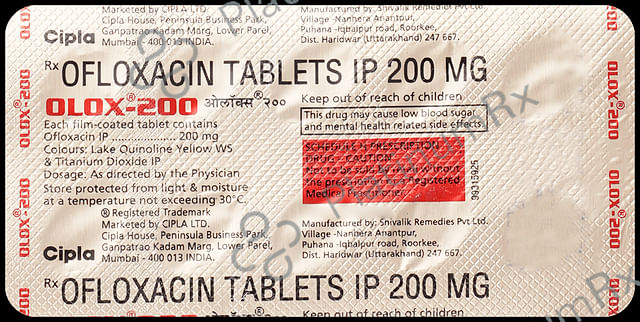 Marketed by CIPLA LTD.
Cipla House, Peninsula Business Park,
Ganpatrao Kadam Marg, Lower Parel,
Mumbai - 400 013 INDIA.
Cipla
Manufactured by: Shivalik Remedies Pvt Ltd.
Village -Nanhera Anantpur,
Puhana -Iqbalpur road, Roorkee,
Dist. Haridwar (Uttarakhand) 247 667.
Rx OFLOXACIN TABLETS IP 200 MG
OLOX®-200 ओलॉक्स® २००
Each film-coated tablet contains
Ofloxacin IP .................... 200 mg
Colours: Lake Quinoline Yellow WS
& Titanium Dioxide IP
Dosage: As directed by the Physician
Store protected from light & moisture
at a temperature not exceeding 30°C.
® Registered Trademark
Keep out of reach of children
This drug may cause low blood sugar
and mental health related side effects
SCHEDULE H PRESCRIPTION
DRUG - CAUTION
Not to be sold by retail without
the prescription of a Registered
Medical Practitioner.
Marketed by CIPLA LTD.
Cipla House, Peninsula Business Park,
Ganpatrao Kadam Marg, Lower Parel,
Mumbai - 400 013 INDIA.
Cipla
Manufactured by: Shivalik Remedies Pvt Ltd.
Village -Nanhera Anantpur,
Puhana -Iqbalpur road, Roorkee,
Dist. Haridwar (Uttarakhand) 247 667.
Rx OFLOXACIN TABLETS IP 200 MG
Keep out of reach of children
OLOX®-200
OLOX®-200
OLOX®-200
OLOX®-200